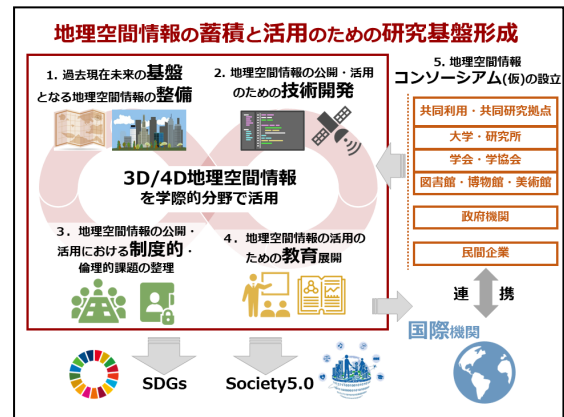 地理空間情報の蓄積と活用のための研究基盤形成
1. 過去現在未来の基盤
となる地理空間情報の整備
2. 地理空間情報の公開・活用
のための技術開発
3D/4D地理空間情報
を学際的分野で活用
3．地理空間情報の公開・
活用における制度的・
倫理的課題の整理
4．地理空間情報の活用の
ための教育展開
5. 地理空間情報
コンソーシアム(仮)の設立
共同利用・共同研究拠点
大学・研究所
学会・学協会
図書館・博物館・美術館
政府機関
民間企業
連 携
国際機関
SDGs
Society5.0